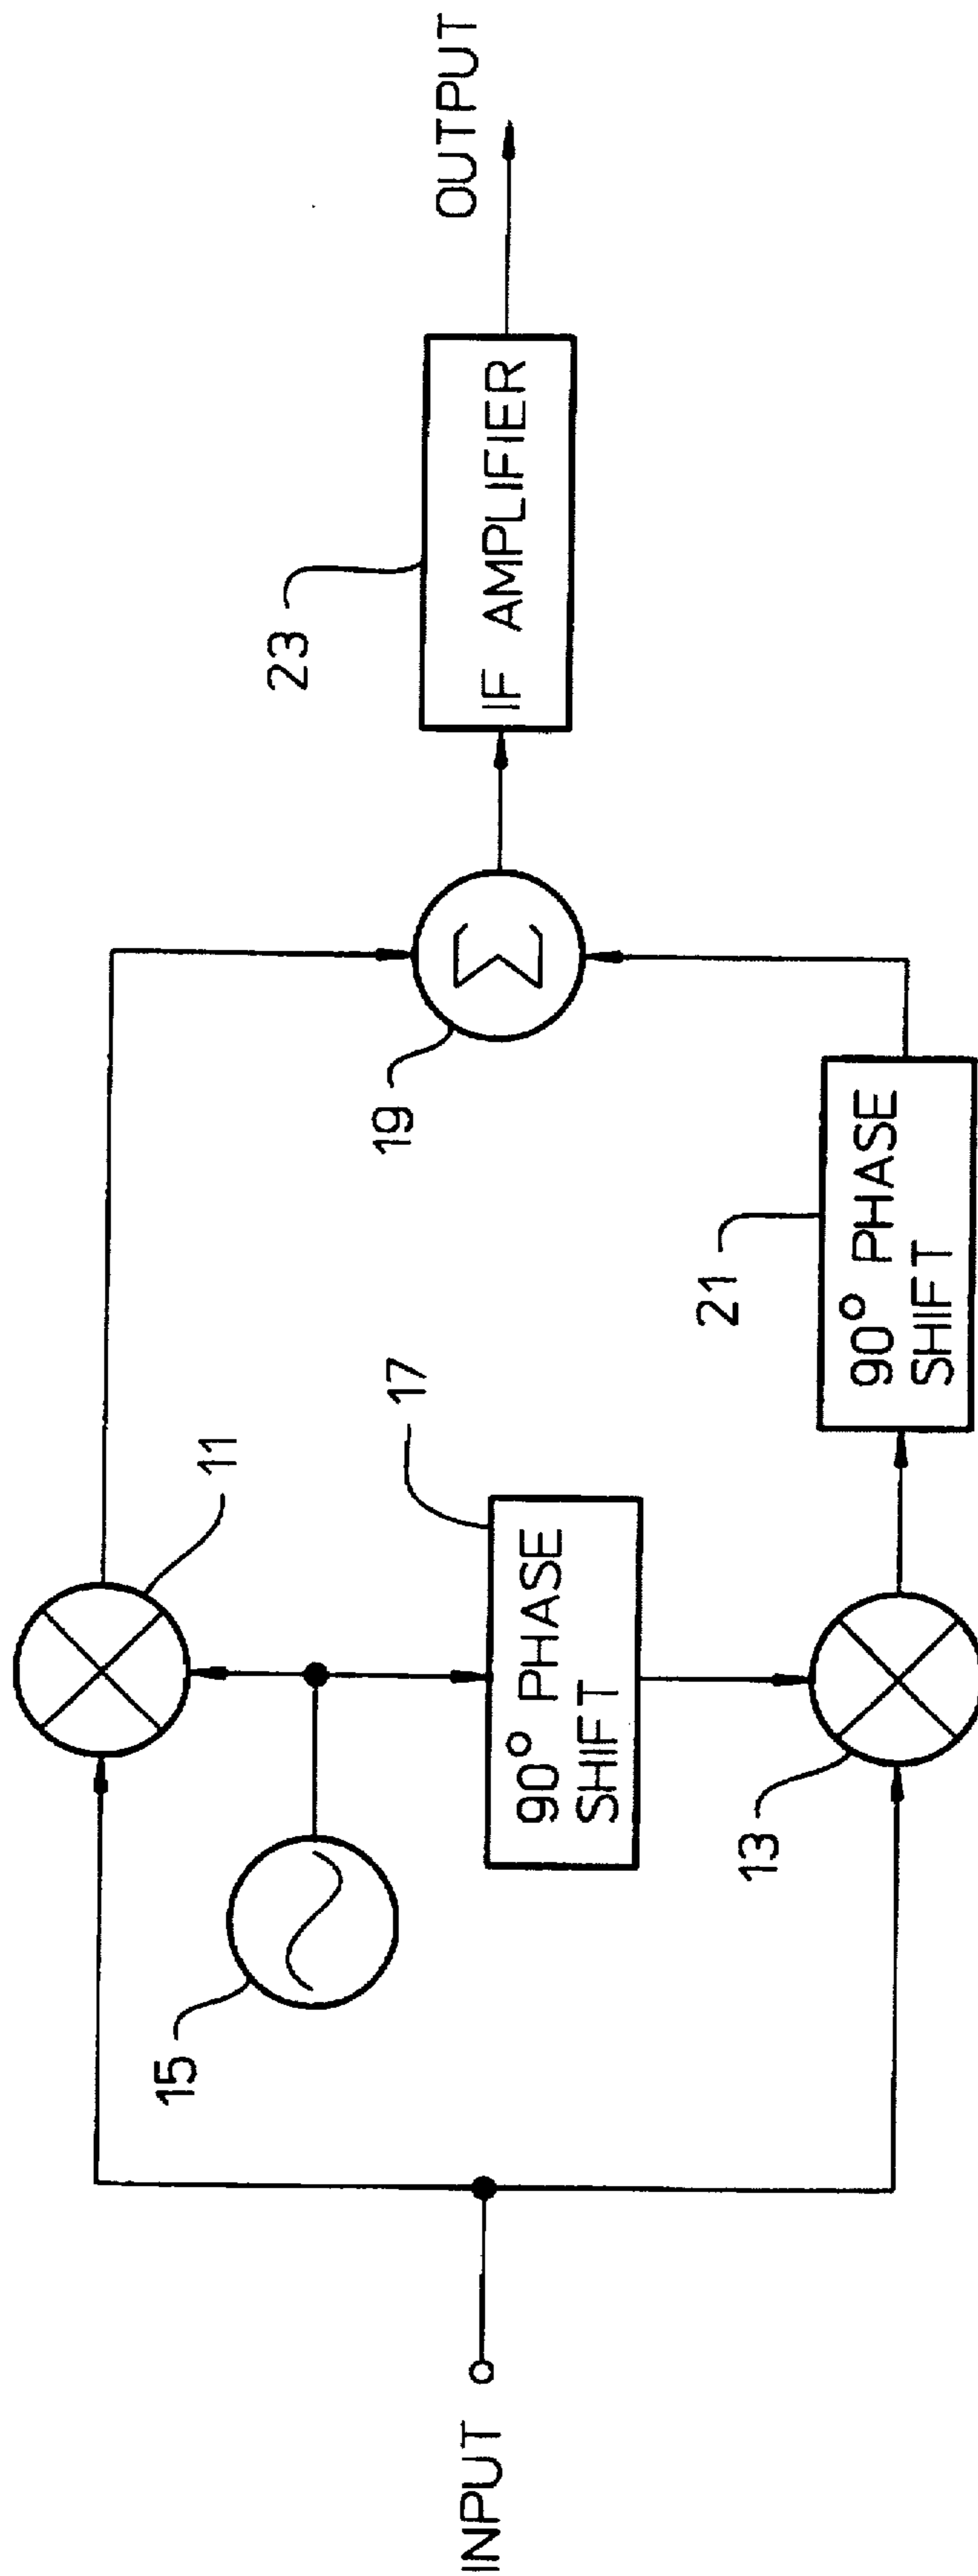 INPUT
15
11
17
90° PHASE
SHIFT
13
21
90° PHASE
SHIFT
19
Σ
23
IF AMPLIFIER
OUTPUT